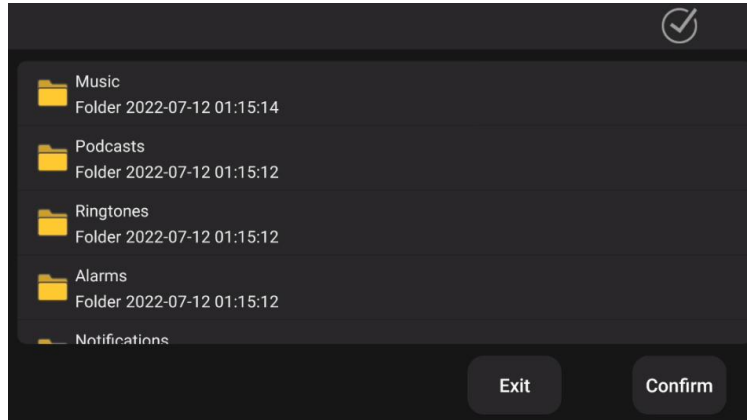 Music
Folder 2022-07-12 01:15:14
Podcasts
Folder 2022-07-12 01:15:12
Ringtones
Folder 2022-07-12 01:15:12
Alarms
Folder 2022-07-12 01:15:12
Notifications
Exit
Confirm